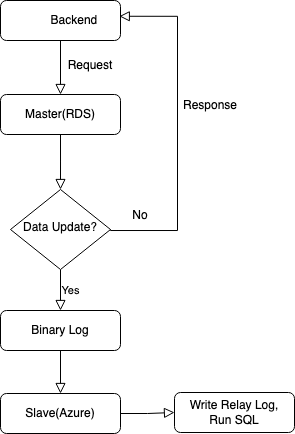 Backend
Request
Response
Master(RDS)
Data Update?
No
Yes
Binary Log
Slave(Azure)
Write Relay Log,
Run SQL